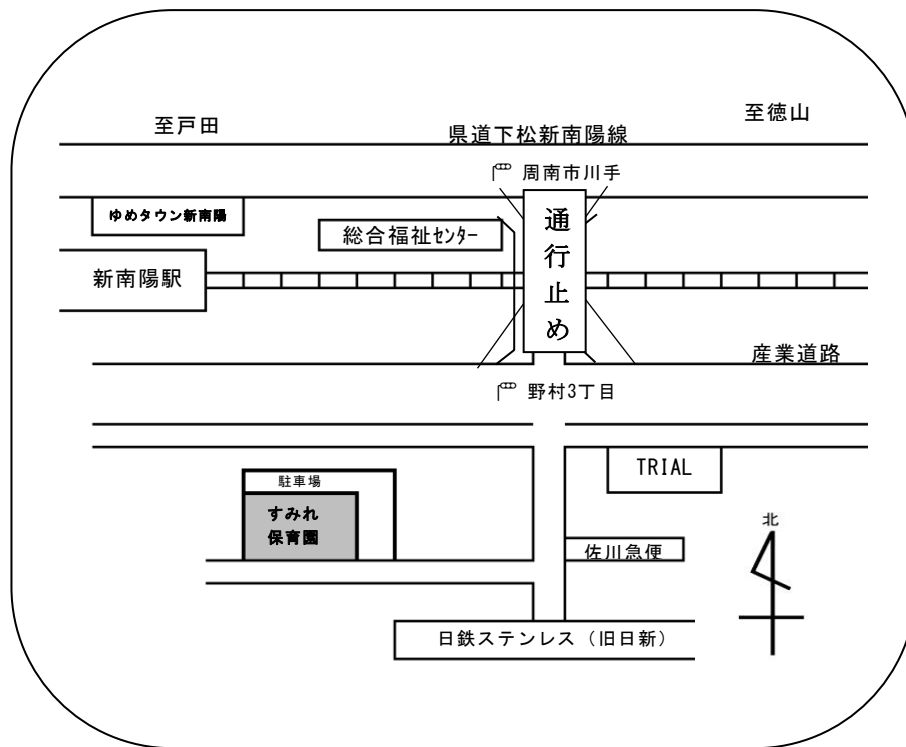 至戸田
至徳山
県道下松新南陽線
周南市川手
ゆめタウン新南陽
総合福祉ｾﾝﾀｰ
通行止め
新南陽駅
産業道路
野村3丁目
TRIAL
駐車場
すみれ
保育園
北
佐川急便
日鉄ステンレス（旧日新）